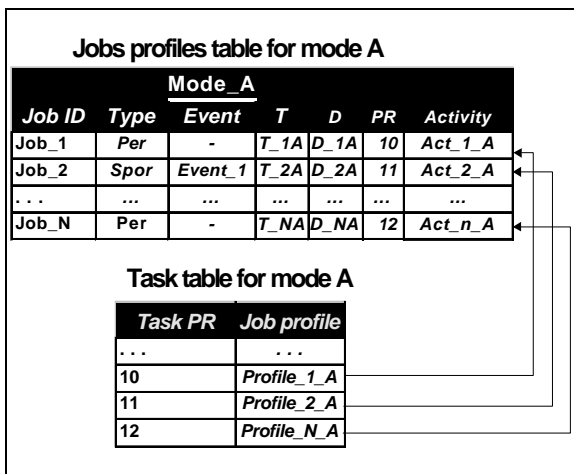 Jobs profiles table for mode A
Mode_A
Job ID Type Event T D PR Activity
Job_1 Per - T_1A D_1A 10 Act_1_A
Job_2 Spor Event_1 T_2A D_2A 11 Act_2_A
. . . ... ... ... ... ... ...
Job_N Per - T_NA D_NA 12 Act_n_A
Task table for mode A
Task PR Job profile
. . . . . .
10 Profile_1_A
11 Profile_2_A
12 Profile_N_A